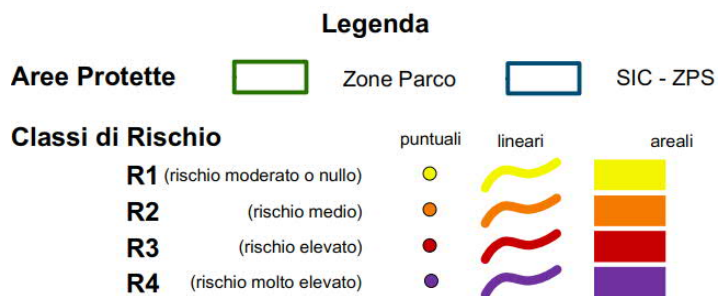 Legenda
Aree Protette Zone Parco SIC - ZPS
Classi di Rischio puntuali lineari areali
R1 (rischio moderato o nullo)
R2 (rischio medio)
R3 (rischio elevato)
R4 (rischio molto elevato)